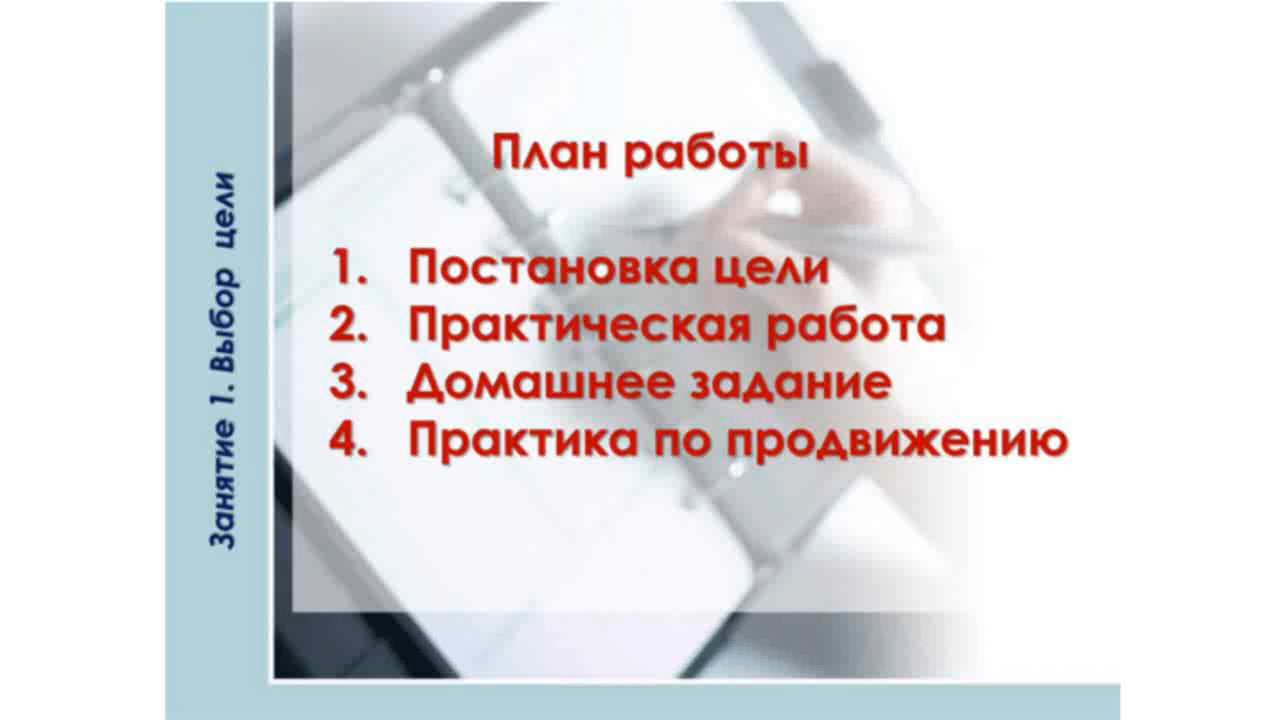 Занятие 1. Выбор цели
План работы
1. Постановка цели
2. Практическая работа
3. Домашнее задание
4. Практика по продвижению